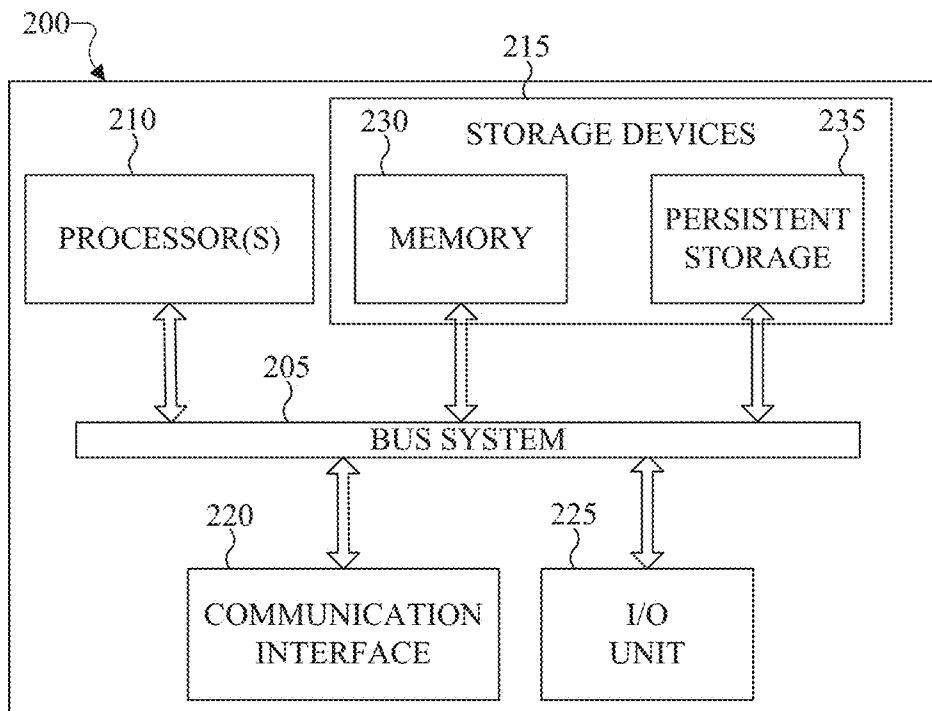 200
215
210
230
STORAGE DEVICES
235
PROCESSOR(S)
MEMORY
PERSISTENT
STORAGE
205
BUS SYSTEM
220
225
COMMUNICATION
INTERFACE
I/O
UNIT